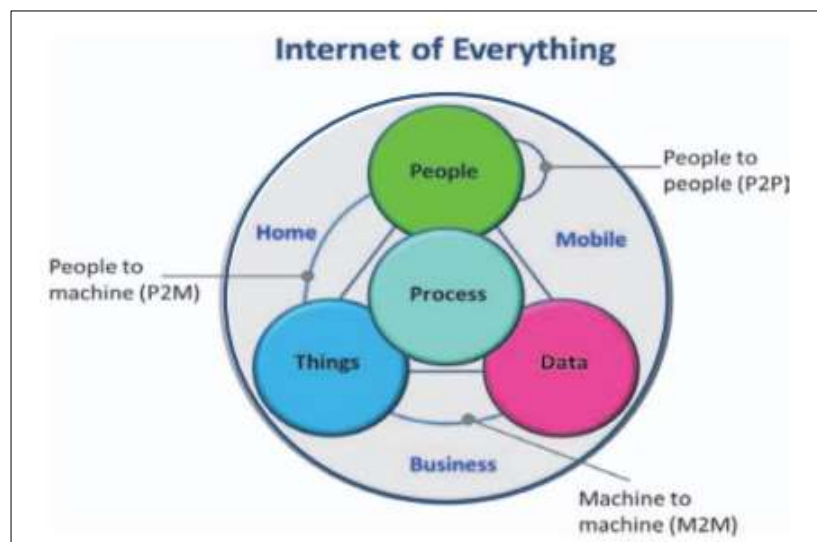 Internet of Everything
People
People to
people (P2P)
Home
Mobile
People to
machine (P2M)
Process
Things
Data
Business
Machine to
machine (M2M)